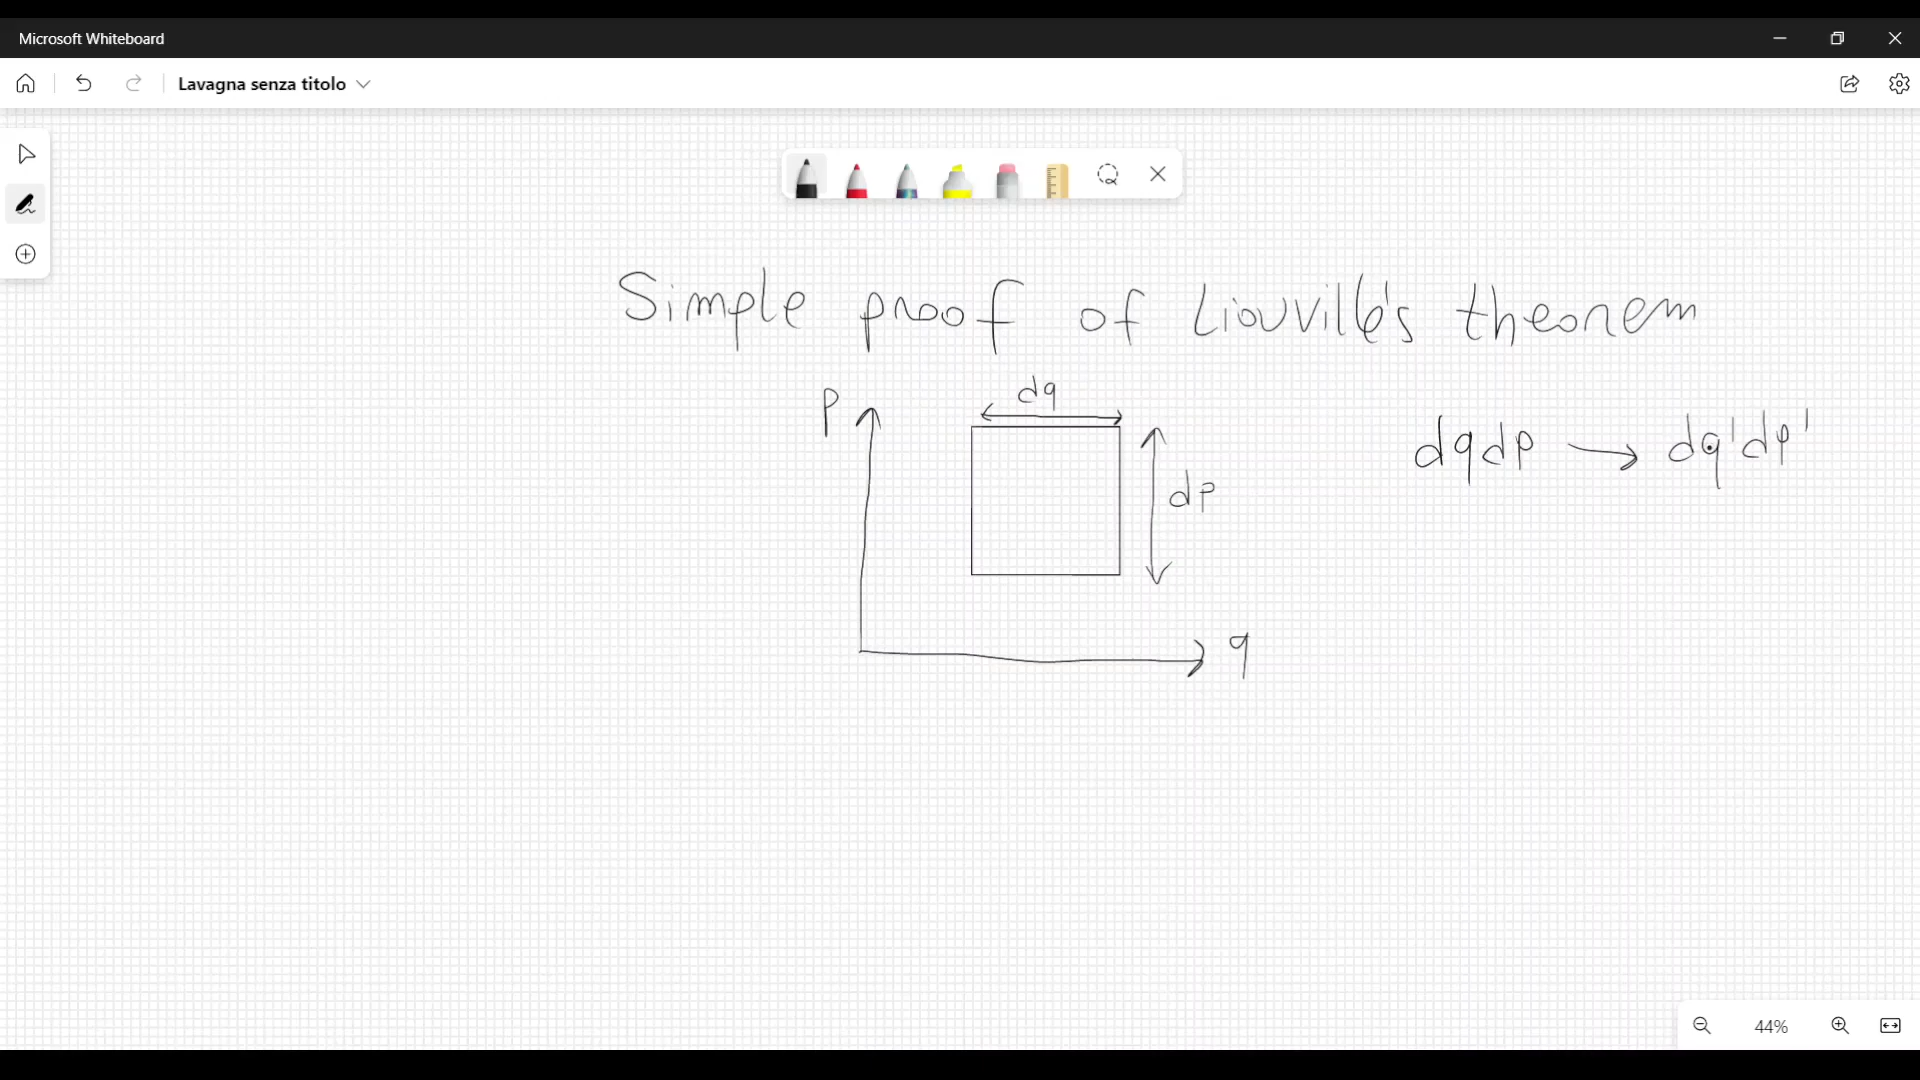 Microsoft Whiteboard
Lavagna senza titolo
Simple proof of Liouville's theorem
dq
p
dqdp → dq'dp'
dp
q
44%